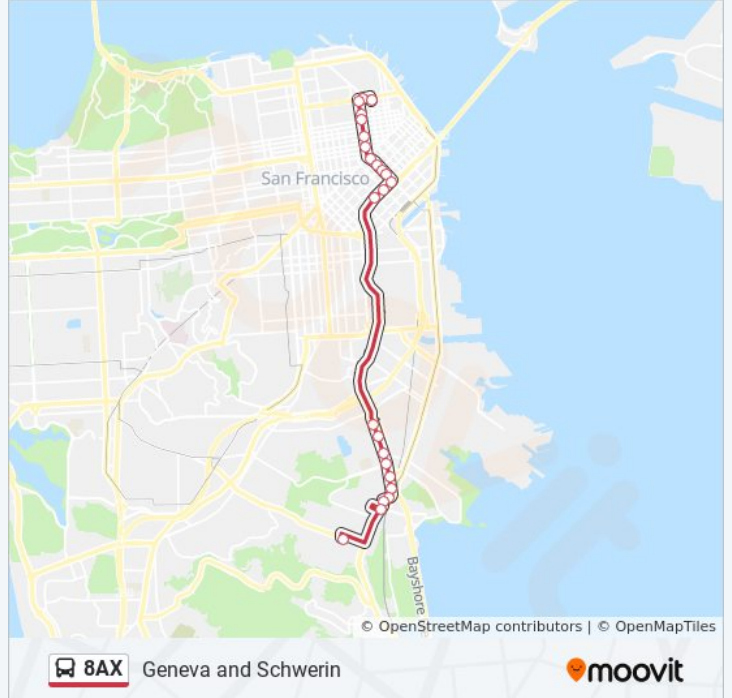 San Francisco
Bayshore
© OpenStreetMap contributors | © OpenMapTiles
8AX Geneva and Schwerin
moovit